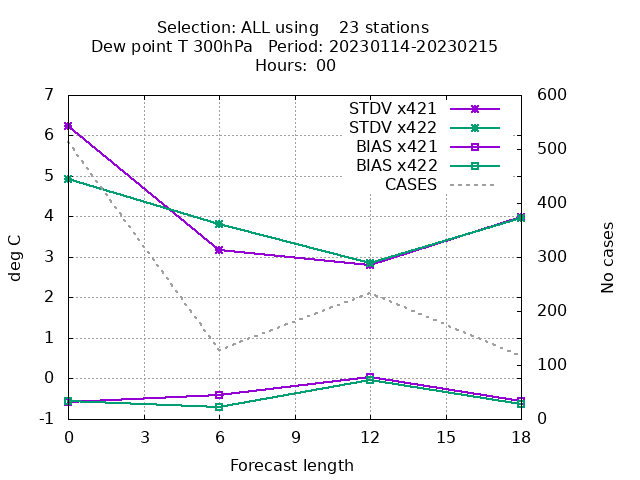 Selection: ALL using    23 stations
Dew point T 300hPa   Period: 20230114-20230215
Hours:  00
7
6
5
4
3
2
1
0
-1
600
500
400
300
200
100
0
STDV x421
STDV x422
BIAS x421
BIAS x422
CASES
deg C
No cases
0 3 6 9 12 15 18
Forecast length